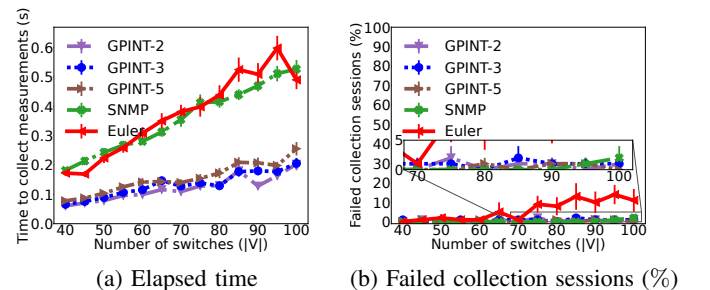 Time to collect measurements (s)
0.6
0.5
0.4
0.3
0.2
0.1
0.0
GPINT-2
GPINT-3
GPINT-5
SNMP
Euler
40 50 60 70 80 90 100
Number of switches (|V|)
(a) Elapsed time
Failed collection sessions (%)
100
90
80
70
60
50
40
30
20
10
0
GPINT-2
GPINT-3
GPINT-5
SNMP
Euler
5
0
70 80 90 100
40 50 60 70 80 90 100
Number of switches (|V|)
(b) Failed collection sessions (%)